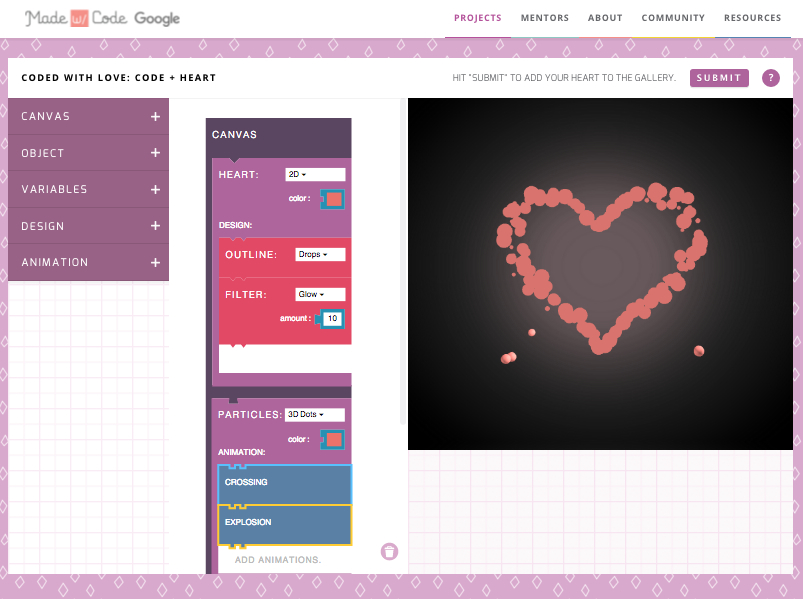 Made w/ Code Google
PROJECTS MENTORS ABOUT COMMUNITY RESOURCES
CODED WITH LOVE: CODE + HEART
HIT "SUBMIT" TO ADD YOUR HEART TO THE GALLERY. SUBMIT ?
CANVAS +
OBJECT +
VARIABLES +
DESIGN +
ANIMATION +
CANVAS
HEART: 2D
color :
DESIGN:
OUTLINE: Drops
FILTER: Glow
amount : 10
PARTICLES: 3D Dots
color :
ANIMATION:
CROSSING
EXPLOSION
ADD ANIMATIONS.